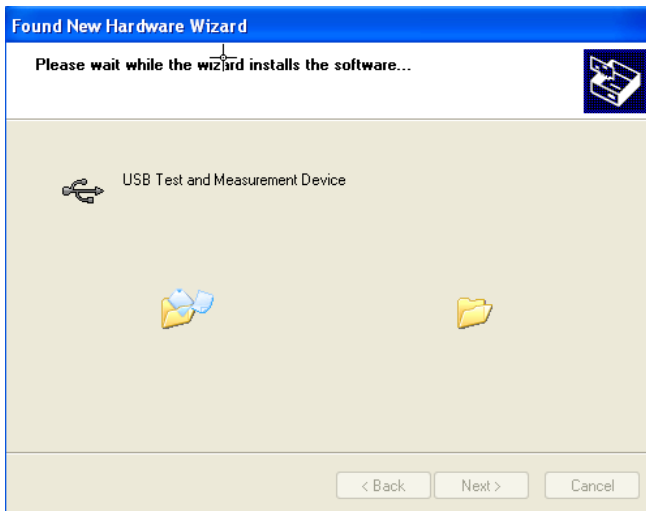 Found New Hardware Wizard
Please wait while the wizard installs the software...
USB Test and Measurement Device
< Back
Next >
Cancel